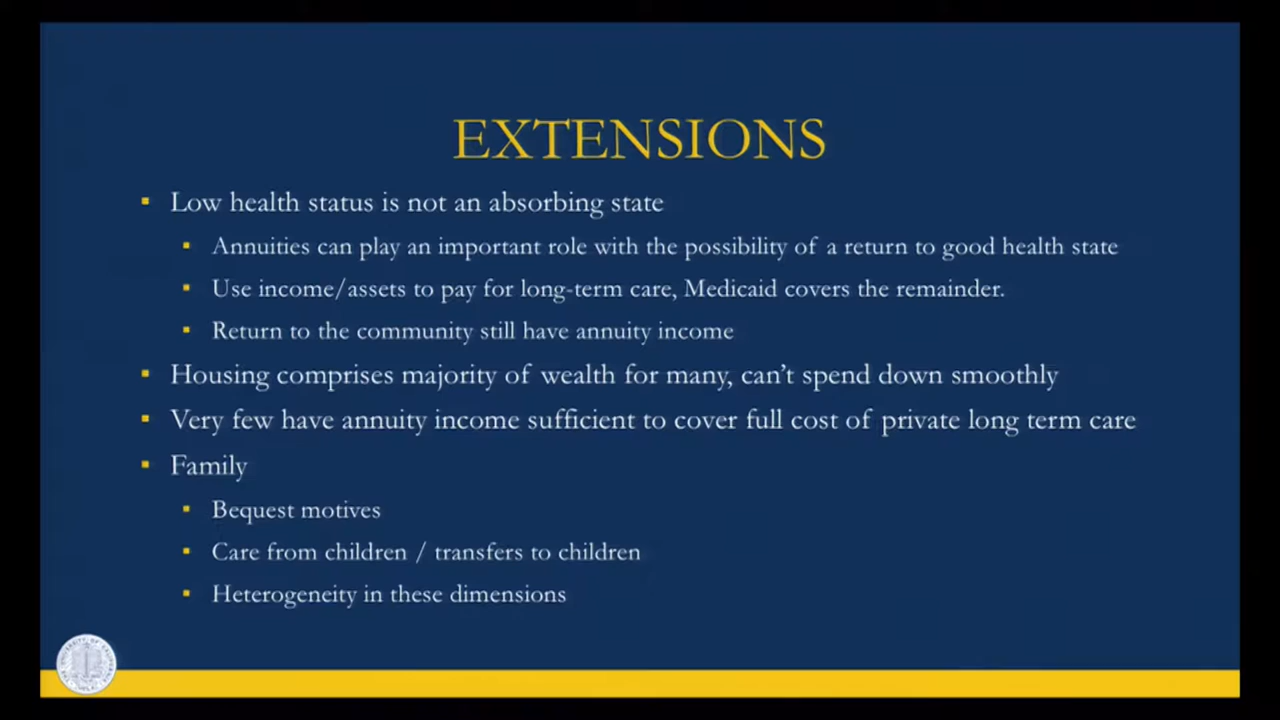 EXTENSIONS
▪ Low health status is not an absorbing state
▪ Annuities can play an important role with the possibility of a return to good health state
▪ Use income/assets to pay for long-term care, Medicaid covers the remainder.
▪ Return to the community still have annuity income
▪ Housing comprises majority of wealth for many, can't spend down smoothly
▪ Very few have annuity income sufficient to cover full cost of private long term care
▪ Family
▪ Bequest motives
▪ Care from children / transfers to children
▪ Heterogeneity in these dimensions